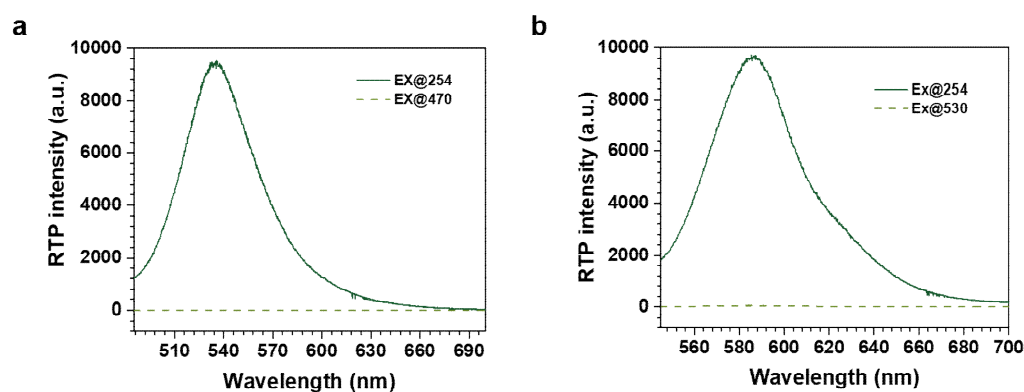 a
10000
8000
6000
4000
2000
0
RTP intensity (a.u.)
EX@254
EX@470
510 540 570 600 630 660 690
Wavelength (nm)
b
10000
8000
6000
4000
2000
0
RTP intensity (a.u.)
Ex@254
Ex@530
560 580 600 620 640 660 680 700
Wavelength (nm)